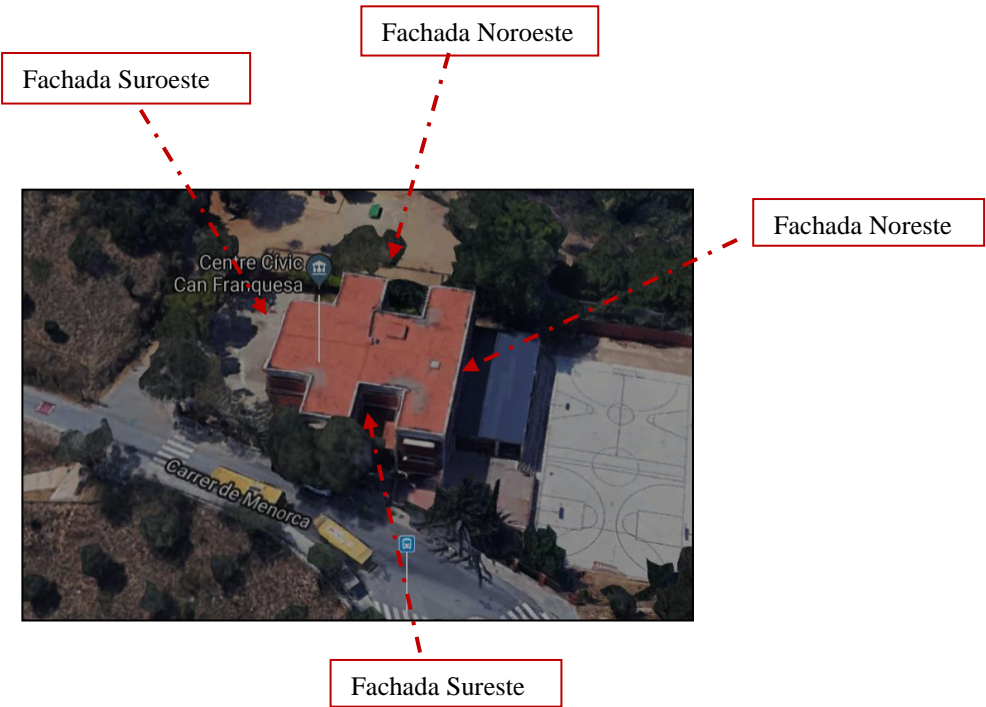 Fachada Noroeste
Fachada Suroeste
Fachada Noreste
Centre Cívic
Can Franquesa
Carrer de Menorca
Fachada Sureste